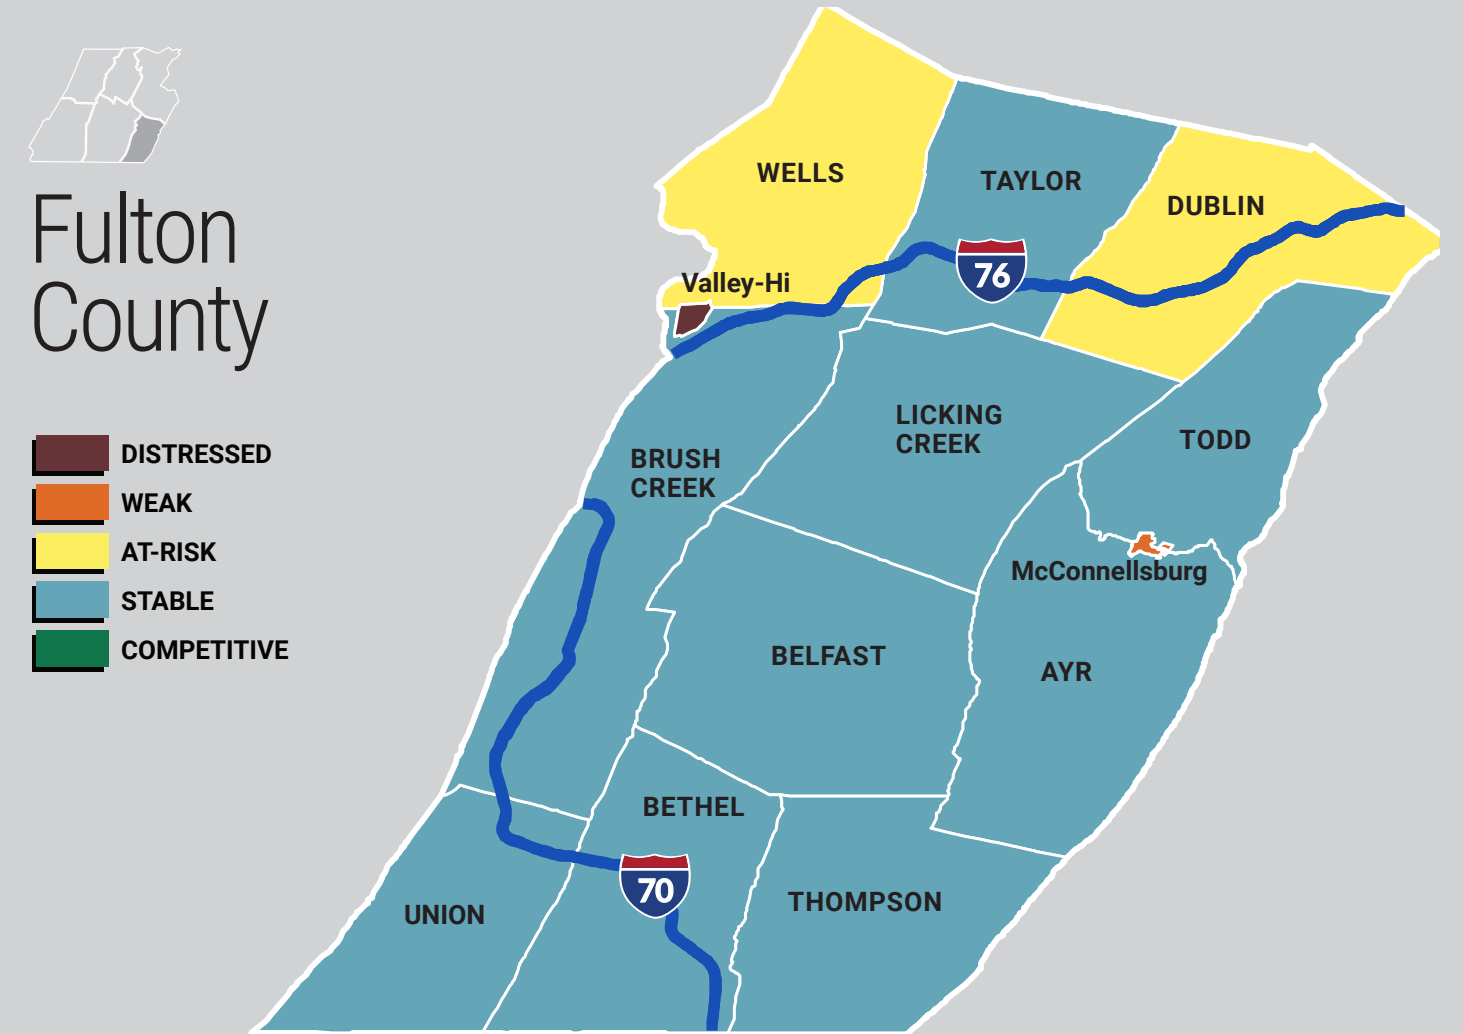 Fulton
County
DISTRESSED
WEAK
AT-RISK
STABLE
COMPETITIVE
WELLS
TAYLOR
DUBLIN
Valley-Hi
76
LICKING
CREEK
TODD
BRUSH
CREEK
McConnellsburg
BELFAST
AYR
BETHEL
70
THOMPSON
UNION